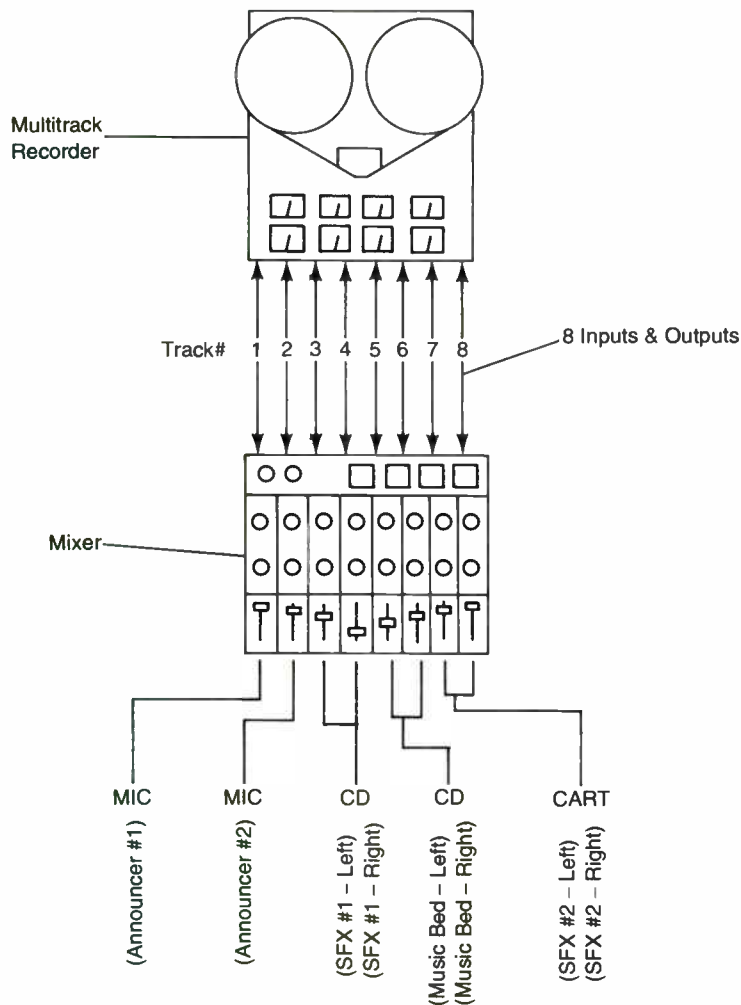 Multitrack
Recorder
Track# 1 2 3 4 5 6 7 8
8 Inputs & Outputs
Mixer
MIC
(Announcer #1)
MIC
(Announcer #2)
CD
(SFX #1 – Left)
(SFX #1 – Right)
CD
(Music Bed – Left)
(Music Bed – Right)
CART
(SFX #2 – Left)
(SFX #2 – Right)